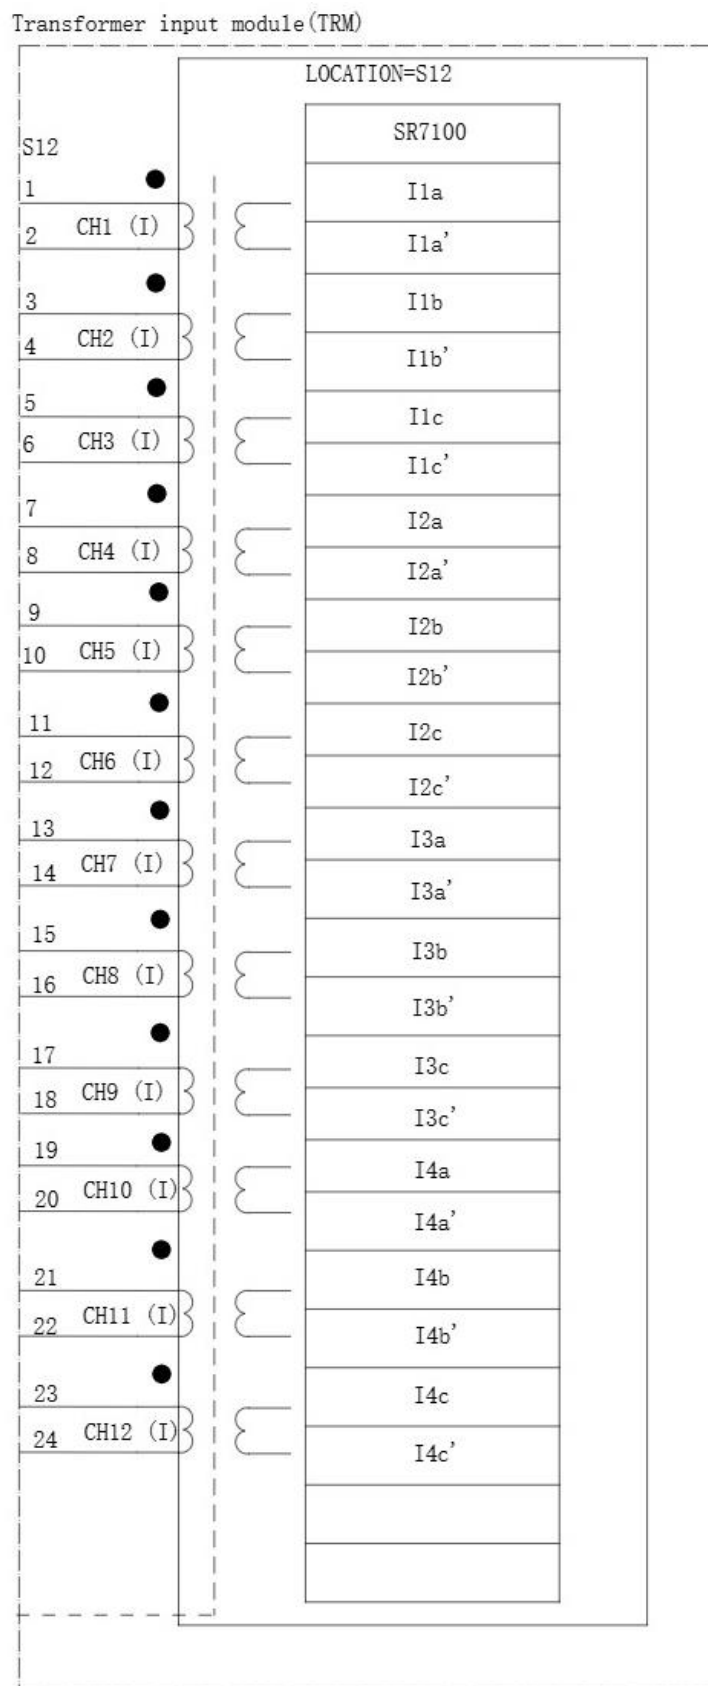 Transformer input module(TRM)
LOCATION=S12
SR7100
S12
1
I1a
2 CH1 (I)
I1a’
3
I1b
4 CH2 (I)
I1b’
5
I1c
6 CH3 (I)
I1c’
7
I2a
8 CH4 (I)
I2a’
9
I2b
10 CH5 (I)
I2b’
11
I2c
12 CH6 (I)
I2c’
13
I3a
14 CH7 (I)
I3a’
15
I3b
16 CH8 (I)
I3b’
17
I3c
18 CH9 (I)
I3c’
19
I4a
20 CH10 (I)
I4a’
21
I4b
22 CH11 (I)
I4b’
23
I4c
24 CH12 (I)
I4c’